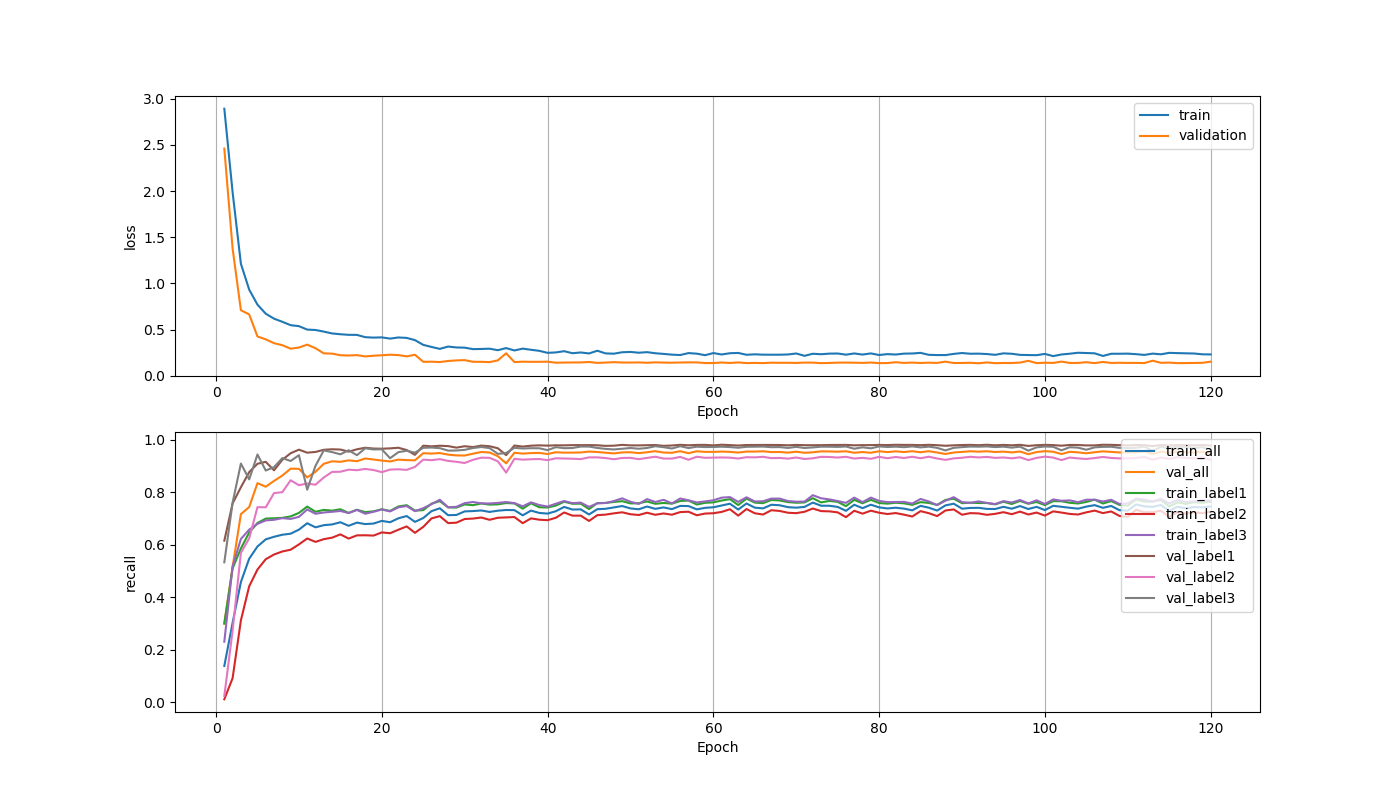 3.0
2.5
2.0
1.5
1.0
0.5
0.0
loss
train
validation
0 20 40 60 80 100 120
Epoch
1.0
0.8
0.6
0.4
0.2
0.0
recall
train_all
val_all
train_label1
train_label2
train_label3
val_label1
val_label2
val_label3
0 20 40 60 80 100 120
Epoch